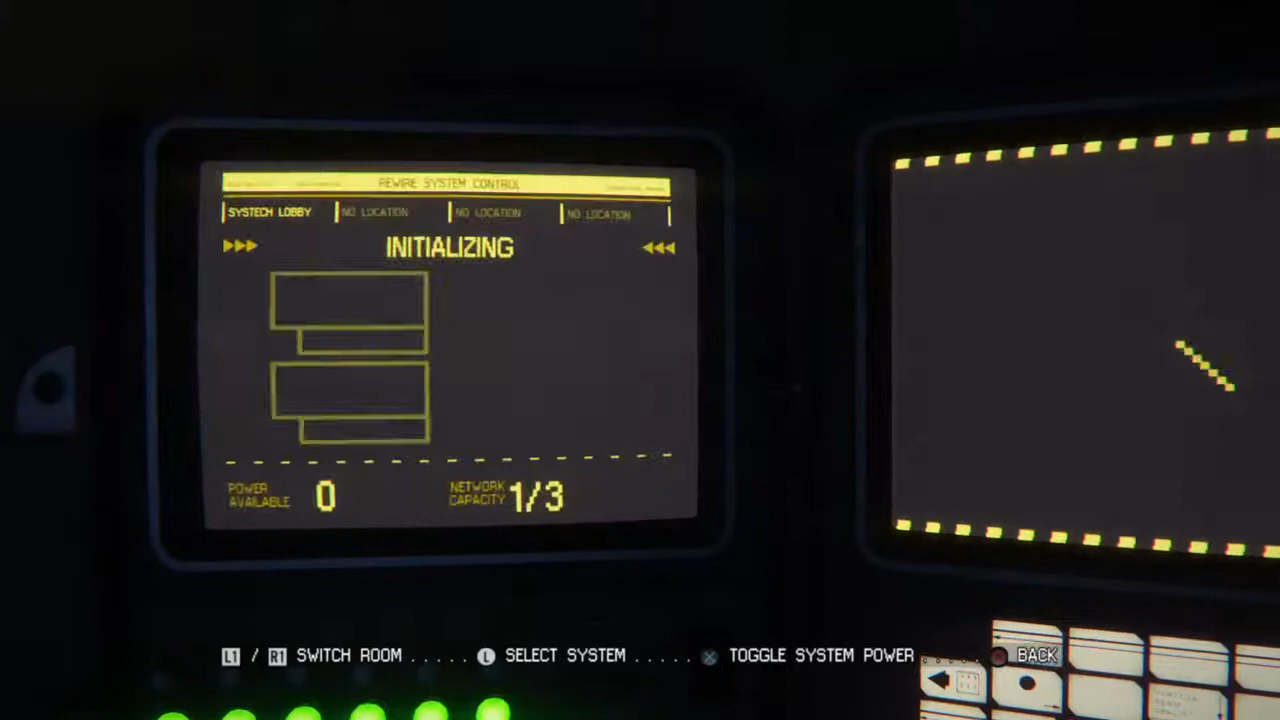 REWIRE SYSTEM CONTROL
SYSTECH LOBBY NO LOCATION NO LOCATION NO LOCATION
INITIALIZING
POWER AVAILABLE 0 NETWORK CAPACITY 1/3
L1 / R1 SWITCH ROOM ..... L SELECT SYSTEM ..... TOGGLE SYSTEM POWER ..... BACK